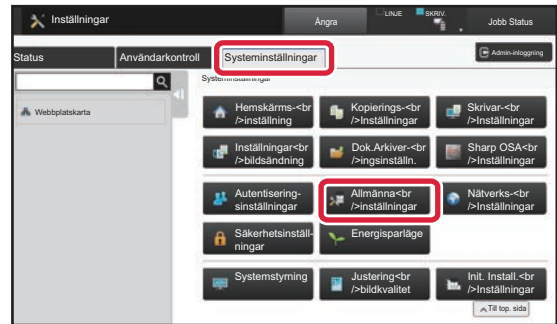 Inställningar
Ångra
LINJE
SKRIV.
Jobb Status
Status
Användarkontroll
Systeminställningar
Admin-inloggning
Systeminställningar
Webbplatskarta
Hemskärms-<br
/>inställning
Kopierings-<br
/>Inställningar
Skrivar-<br
/>Inställningar
Inställningar<br
/>bildsändning
Dok.Arkiver-<br
/>ingsinställn.
Sharp OSA<br
/>Inställningar
Autentisering-
sinställningar
Allmänna<br
/>inställningar
Nätverks-<br
/>Inställningar
Säkerhetsinställ-
ningar
Energisparläge
Systemstyrning
Justering<br
/>bildkvalitet
Init. Install.<br
/>Inställningar
Till top. sida